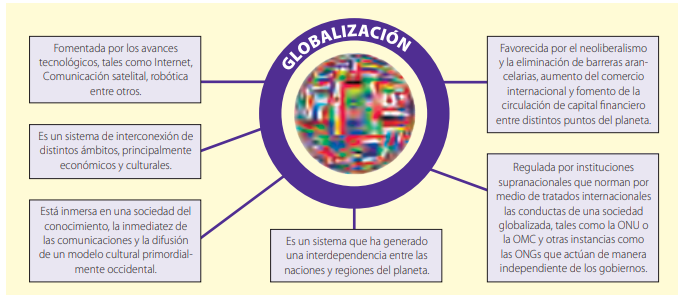 GLOBALIZACIÓN
Fomentada por los avances
tecnológicos, tales como Internet,
Comunicación satelital, robótica
entre otros.
Es un sistema de interconexión de
distintos ámbitos, principalmente
económicos y culturales.
Está inmersa en una sociedad del
conocimiento, la inmediatez de
las comunicaciones y la difusión
de un modelo cultural primordial-
mente occidental.
Es un sistema que ha generado
una interdependencia entre las
naciones y regiones del planeta.
Favorecida por el neoliberalismo
y la eliminación de barreras aran-
celarias, aumento del comercio
internacional y fomento de la
circulación de capital financiero
entre distintos puntos del planeta.
Regulada por instituciones
supranacionales que norman por
medio de tratados internacionales
las conductas de una sociedad
globalizada, tales como la ONU o
la OMC y otras instancias como
las ONGs que actúan de manera
independiente de los gobiernos.